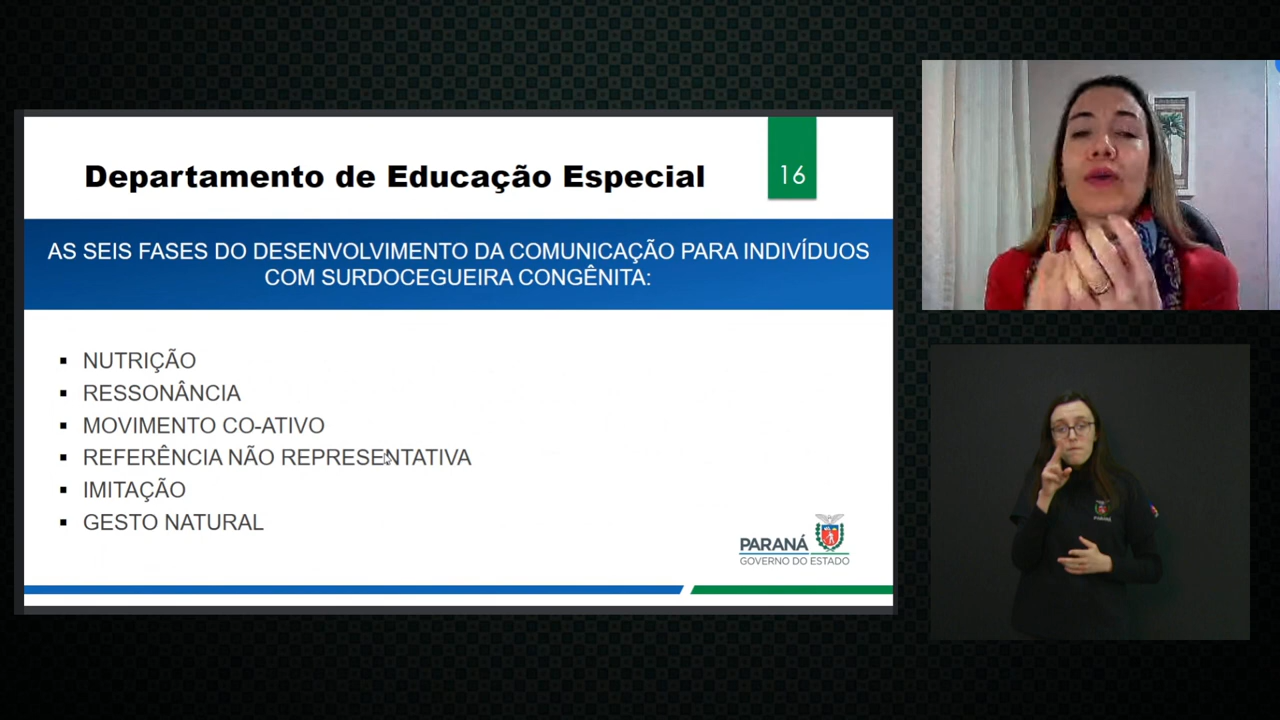 Departamento de Educação Especial
16
AS SEIS FASES DO DESENVOLVIMENTO DA COMUNICAÇÃO PARA INDIVÍDUOS
COM SURDOCEGUEIRA CONGÊNITA:
▪ NUTRIÇÃO
▪ RESSONÂNCIA
▪ MOVIMENTO CO-ATIVO
▪ REFERÊNCIA NÃO REPRESENTATIVA
▪ IMITAÇÃO
▪ GESTO NATURAL
PARANÁ
GOVERNO DO ESTADO